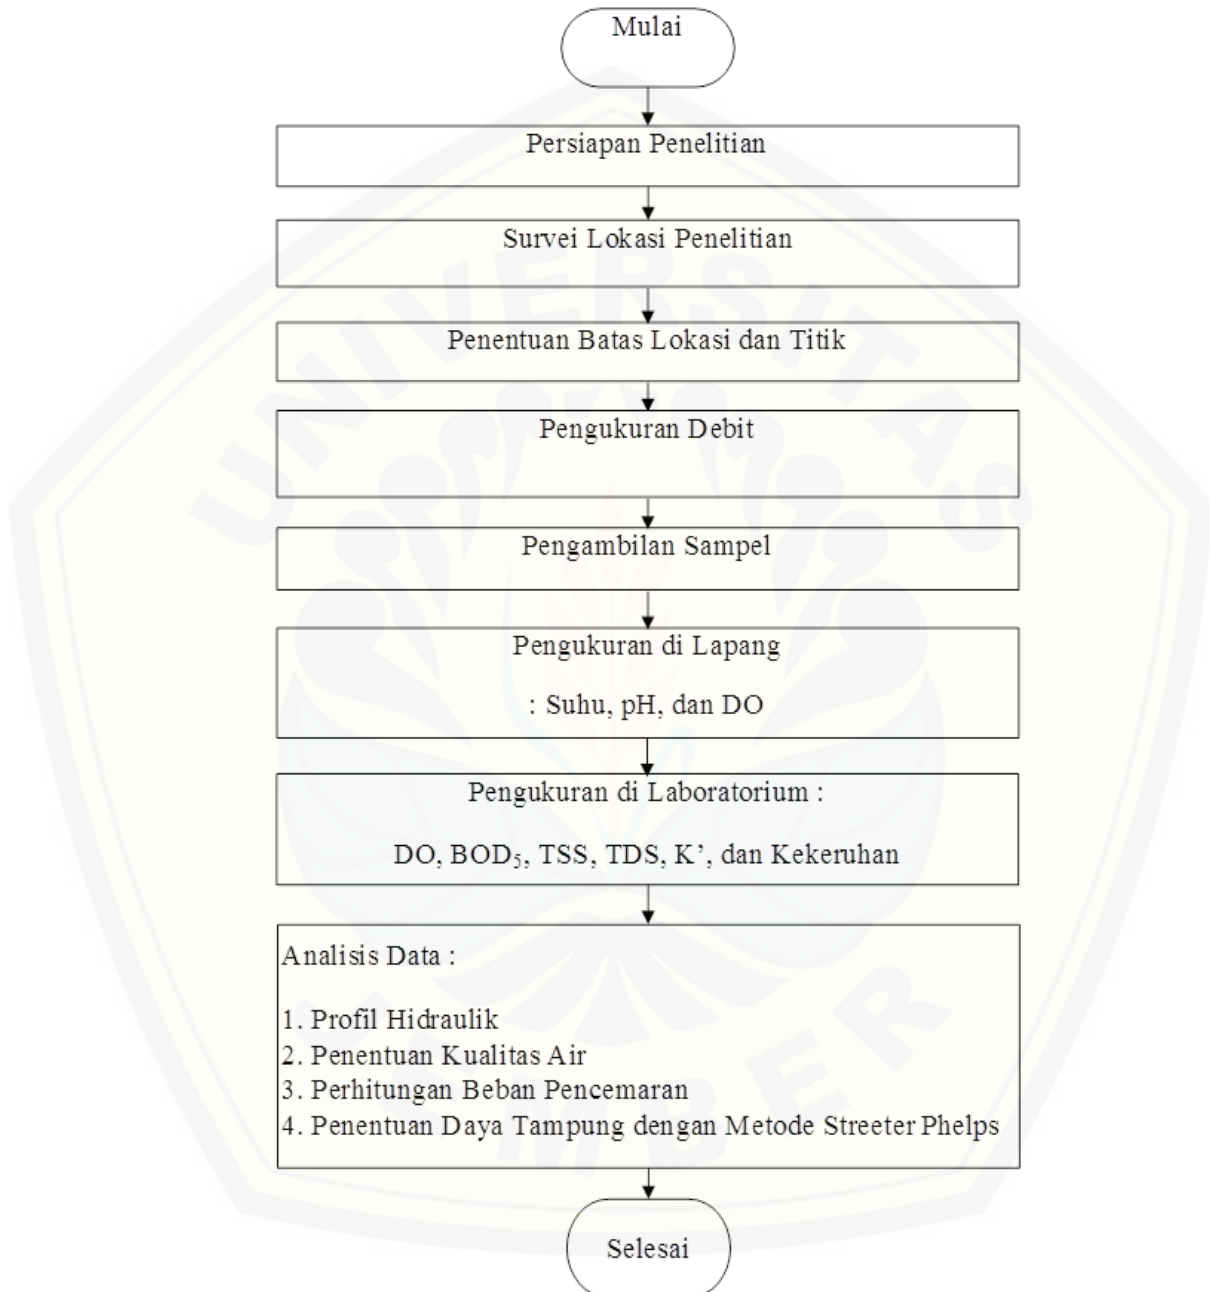 Mulai
Persiapan Penelitian
Survei Lokasi Penelitian
Penentuan Batas Lokasi dan Titik
Pengukuran Debit
Pengambilan Sampel
Pengukuran di Lapang
: Suhu, pH, dan DO
Pengukuran di Laboratorium :
DO, BOD₅, TSS, TDS, K’, dan Kekeruhan
Analisis Data :
1. Profil Hidraulik
2. Penentuan Kualitas Air
3. Perhitungan Beban Pencemaran
4. Penentuan Daya Tampung dengan Metode Streeter Phelps
Selesai
UNIVERSITAS
JEMBER